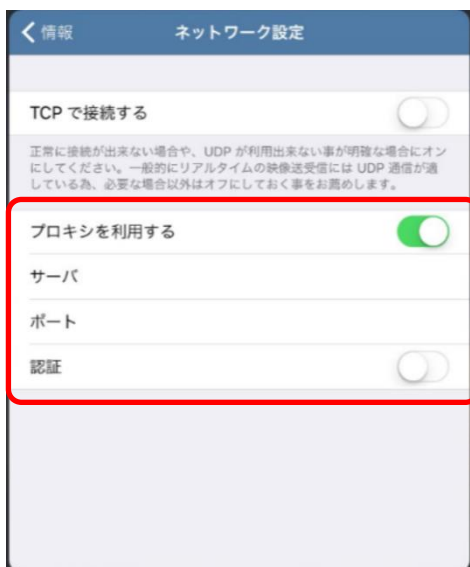 情報 ネットワーク設定
TCP で接続する
正常に接続が出来ない場合や、UDP が利用出来ない事が明確な場合にオン
にしてください。一般的にリアルタイムの映像送受信には UDP 通信が適
している為、必要な場合以外はオフにしておく事をお薦めします。
プロキシを利用する
サーバ
ポート
認証